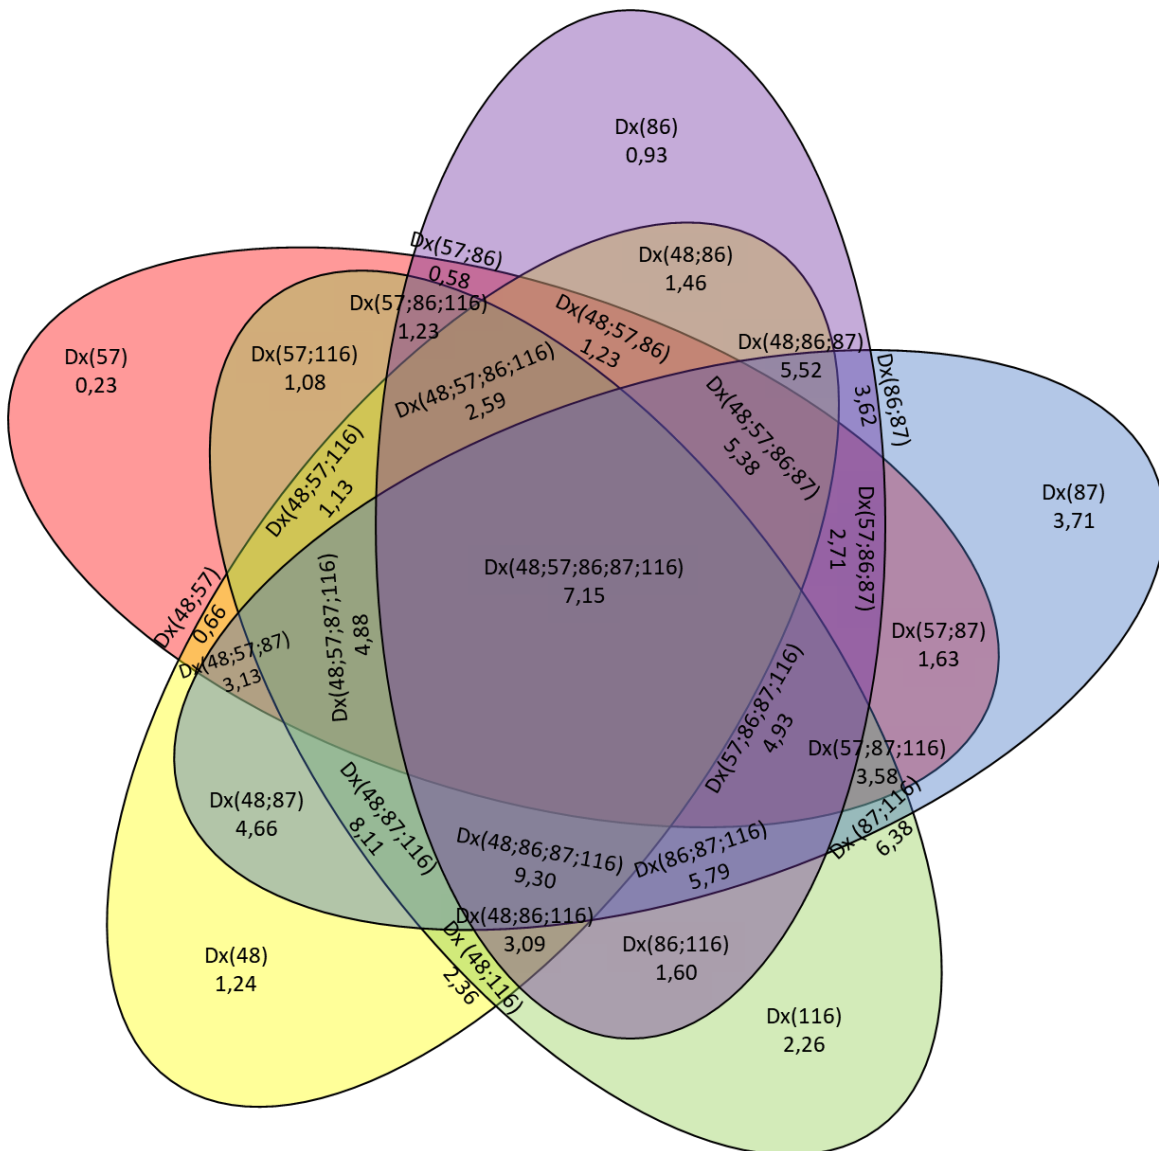 Dx(86)
0,93
Dx(57;86)
0,58
Dx(48;86)
1,46
Dx(57)
0,23
Dx(57;116)
1,08
Dx(57;86;116)
1,23
Dx(48;57,86)
1,23
Dx(48;86;87)
5,52
Dx(86;87)
3,62
Dx(48;57;86;116)
2,59
Dx(48;57;86;87)
5,38
Dx(87)
3,71
Dx(48;57;116)
1,13
Dx(57;86;87)
2,71
Dx(48;57;86;87;116)
7,15
Dx(48;57)
0,66
Dx(48;57;87)
3,13
Dx(48;57;87;116)
4,88
Dx(57;87)
1,63
Dx(57;86;87;116)
4,93
Dx(57;87;116)
3,58
Dx (87;116)
6,38
Dx(48;87)
4,66
Dx(48;87;116)
8,11
Dx(48;86;87;116)
9,30
Dx(86;87;116)
5,79
Dx(48;86;116)
3,09
Dx (48;116)
2,36
Dx(86;116)
1,60
Dx(48)
1,24
Dx(116)
2,26